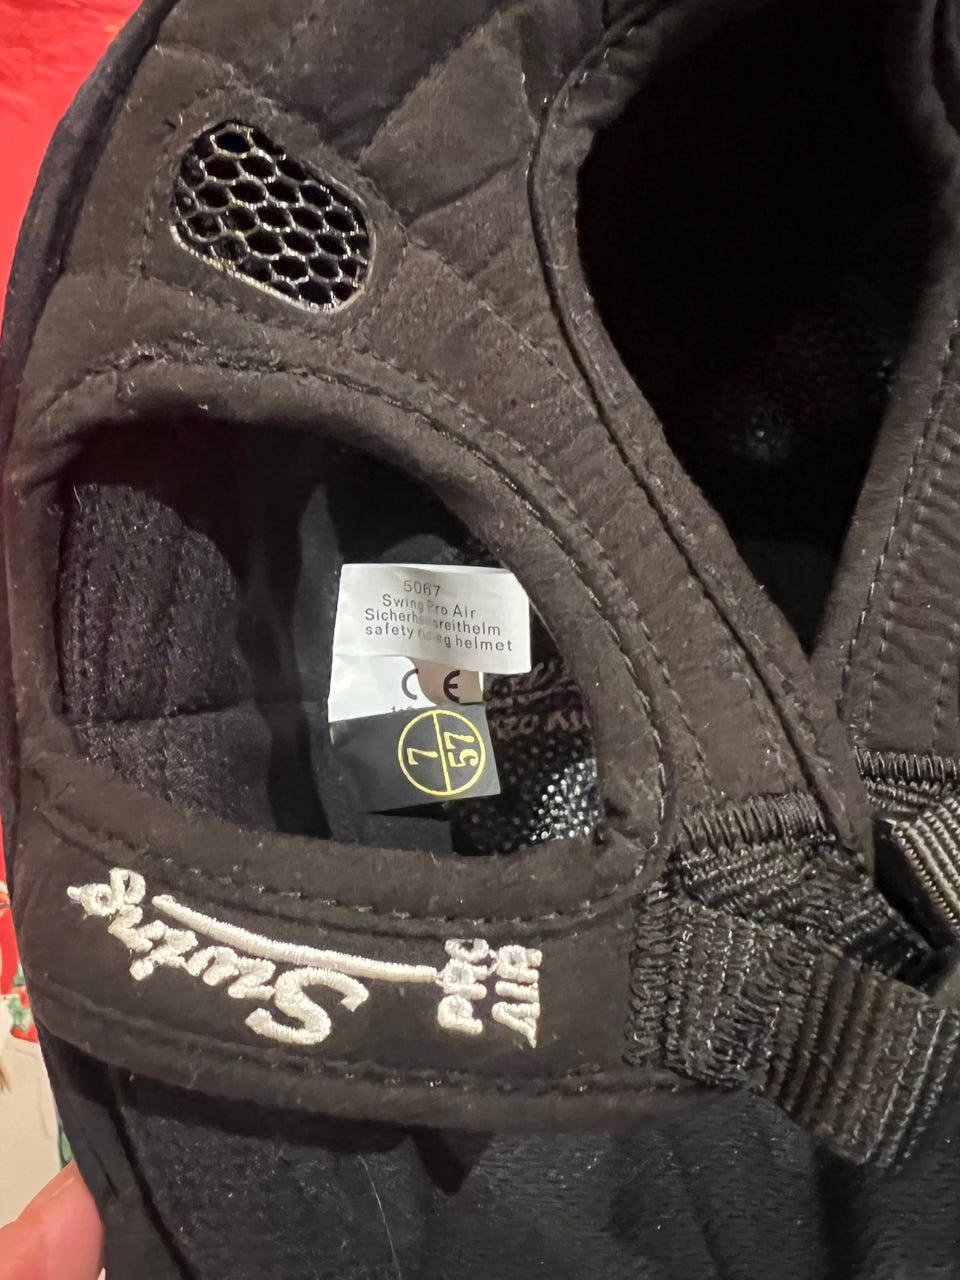 5067
Swing Pro Air
safety riding helmet
CE
7 57
Swing
PRO
AIR